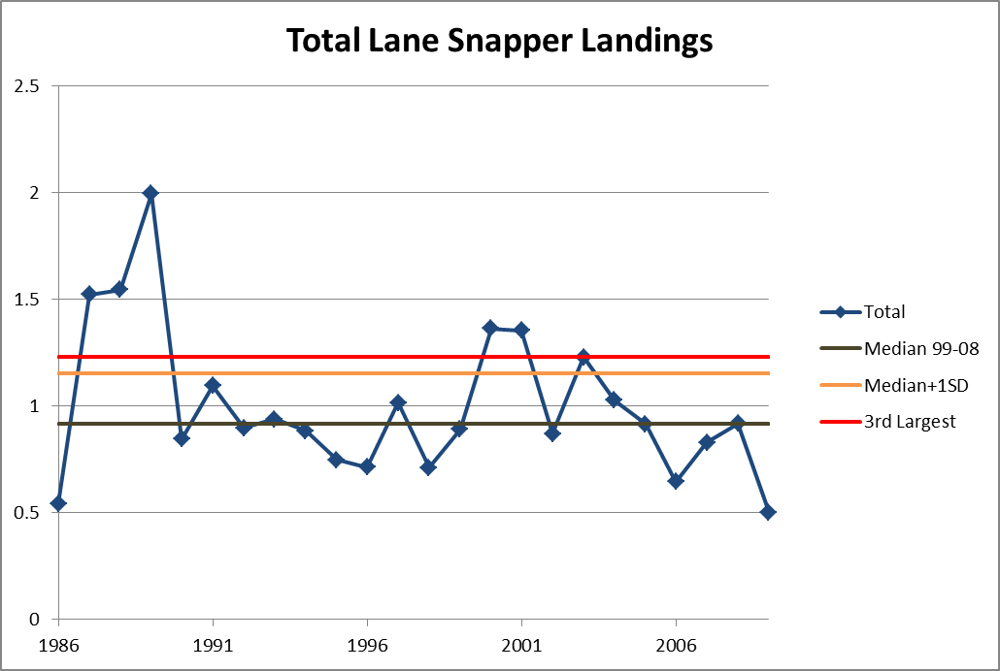 Total Lane Snapper Landings
2.5
2
1.5
1
0.5
0
1986 1991 1996 2001 2006
Total
Median 99-08
Median+1SD
3rd Largest